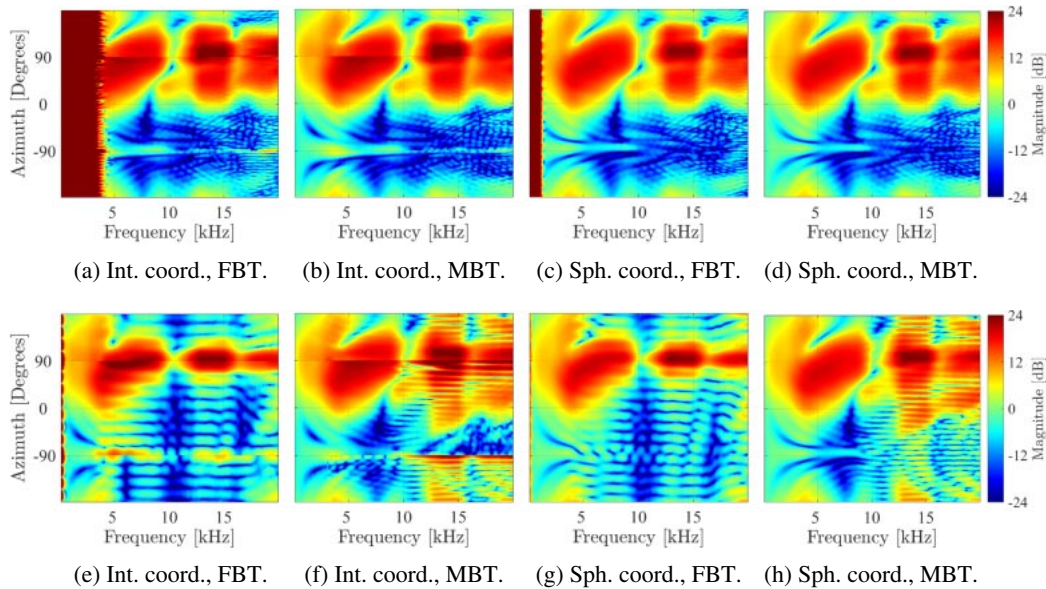 Azimuth [Degrees]
90
0
-90
5 10 15
5 10 15
5 10 15
5 10 15
Frequency [kHz] Frequency [kHz] Frequency [kHz] Frequency [kHz]
24
12
0
-12
-24
Magnitude [dB]
(a) Int. coord., FBT. (b) Int. coord., MBT. (c) Sph. coord., FBT. (d) Sph. coord., MBT.
Azimuth [Degrees]
90
0
-90
5 10 15
5 10 15
5 10 15
5 10 15
Frequency [kHz] Frequency [kHz] Frequency [kHz] Frequency [kHz]
24
12
0
-12
-24
Magnitude [dB]
(e) Int. coord., FBT. (f) Int. coord., MBT. (g) Sph. coord., FBT. (h) Sph. coord., MBT.